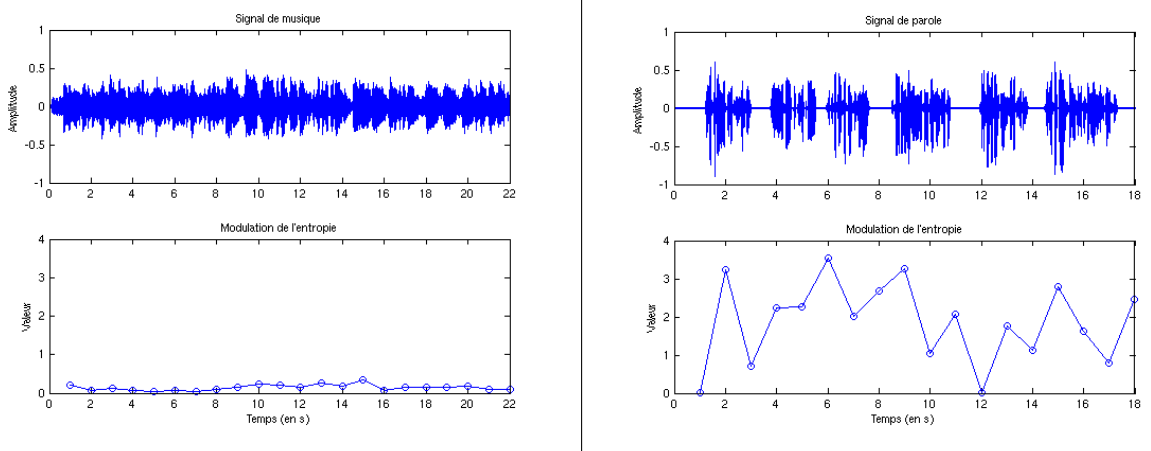 Signal de musique
1
0.5
0
-0.5
-1
Amplitude
0 2 4 6 8 10 12 14 16 18 20 22
Modulation de l'entropie
4
3
2
1
0
Valeur
0 2 4 6 8 10 12 14 16 18 20 22
Temps (en s)
Signal de parole
1
0.5
0
-0.5
-1
Amplitude
0 2 4 6 8 10 12 14 16 18
Modulation de l'entropie
4
3
2
1
0
Valeur
0 2 4 6 8 10 12 14 16 18
Temps (en s)